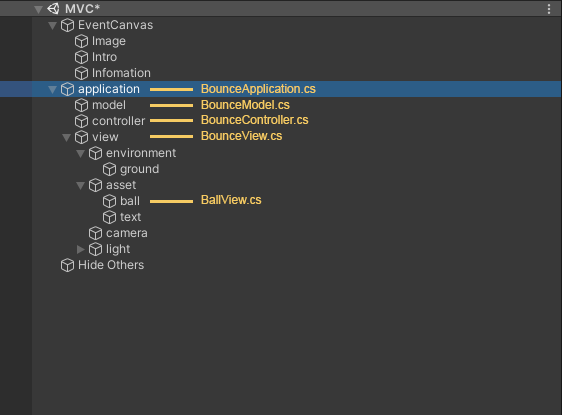 MVC*
EventCanvas
Image
Intro
Infomation
application BounceApplication.cs
model BounceModel.cs
controller BounceController.cs
view BounceView.cs
environment
ground
asset
ball BallView.cs
text
camera
light
Hide Others